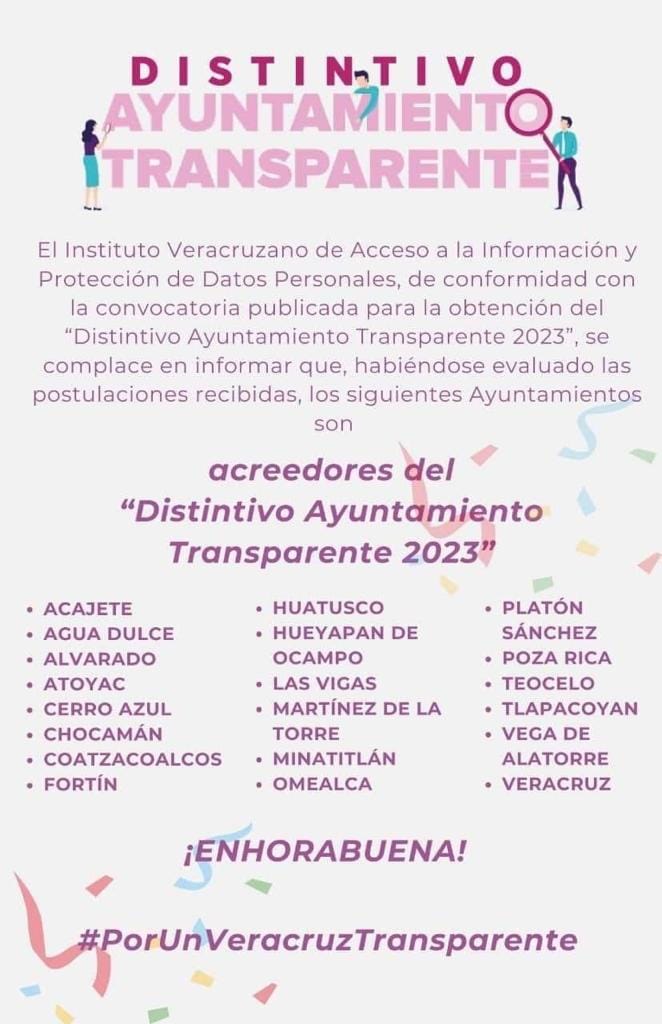 DISTINTIVO
AYUNTAMIENTO
TRANSPARENTE
El Instituto Veracruzano de Acceso a la Información y
Protección de Datos Personales, de conformidad con
la convocatoria publicada para la obtención del
“Distintivo Ayuntamiento Transparente 2023”, se
complace en informar que, habiéndose evaluado las
postulaciones recibidas, los siguientes Ayuntamientos
son
acreedores del
“Distintivo Ayuntamiento
Transparente 2023”
• ACAJETE
• AGUA DULCE
• ALVARADO
• ATOYAC
• CERRO AZUL
• CHOCAMÁN
• COATZACOALCOS
• FORTÍN
• HUATUSCO
• HUEYAPAN DE
OCAMPO
• LAS VIGAS
• MARTÍNEZ DE LA
TORRE
• MINATITLÁN
• OMEALCA
• PLATÓN
SÁNCHEZ
• POZA RICA
• TEOCELO
• TLAPACOYAN
• VEGA DE
ALATORRE
• VERACRUZ
¡ENHORABUENA!
#PorUnVeracruzTransparente